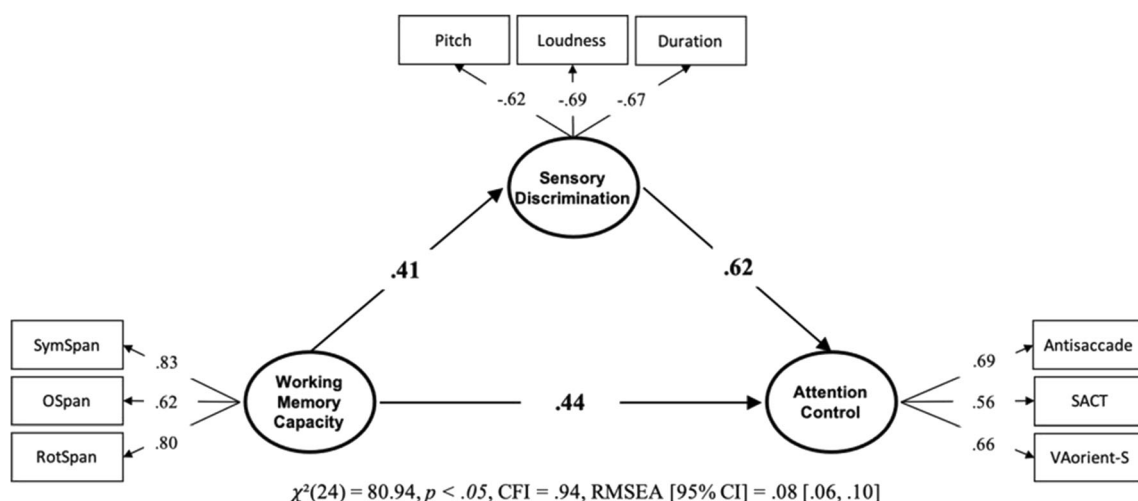 Pitch Loudness Duration
-.62 -.69 -.67
Sensory
Discrimination
.41 .62
SymSpan
.83
OSpan
.62
RotSpan
.80
Working
Memory
Capacity
.44
Attention
Control
.69
Antisaccade
.56
SACT
.66
VAorient-S
χ²(24) = 80.94, p < .05, CFI = .94, RMSEA [95% CI] = .08 [.06, .10]